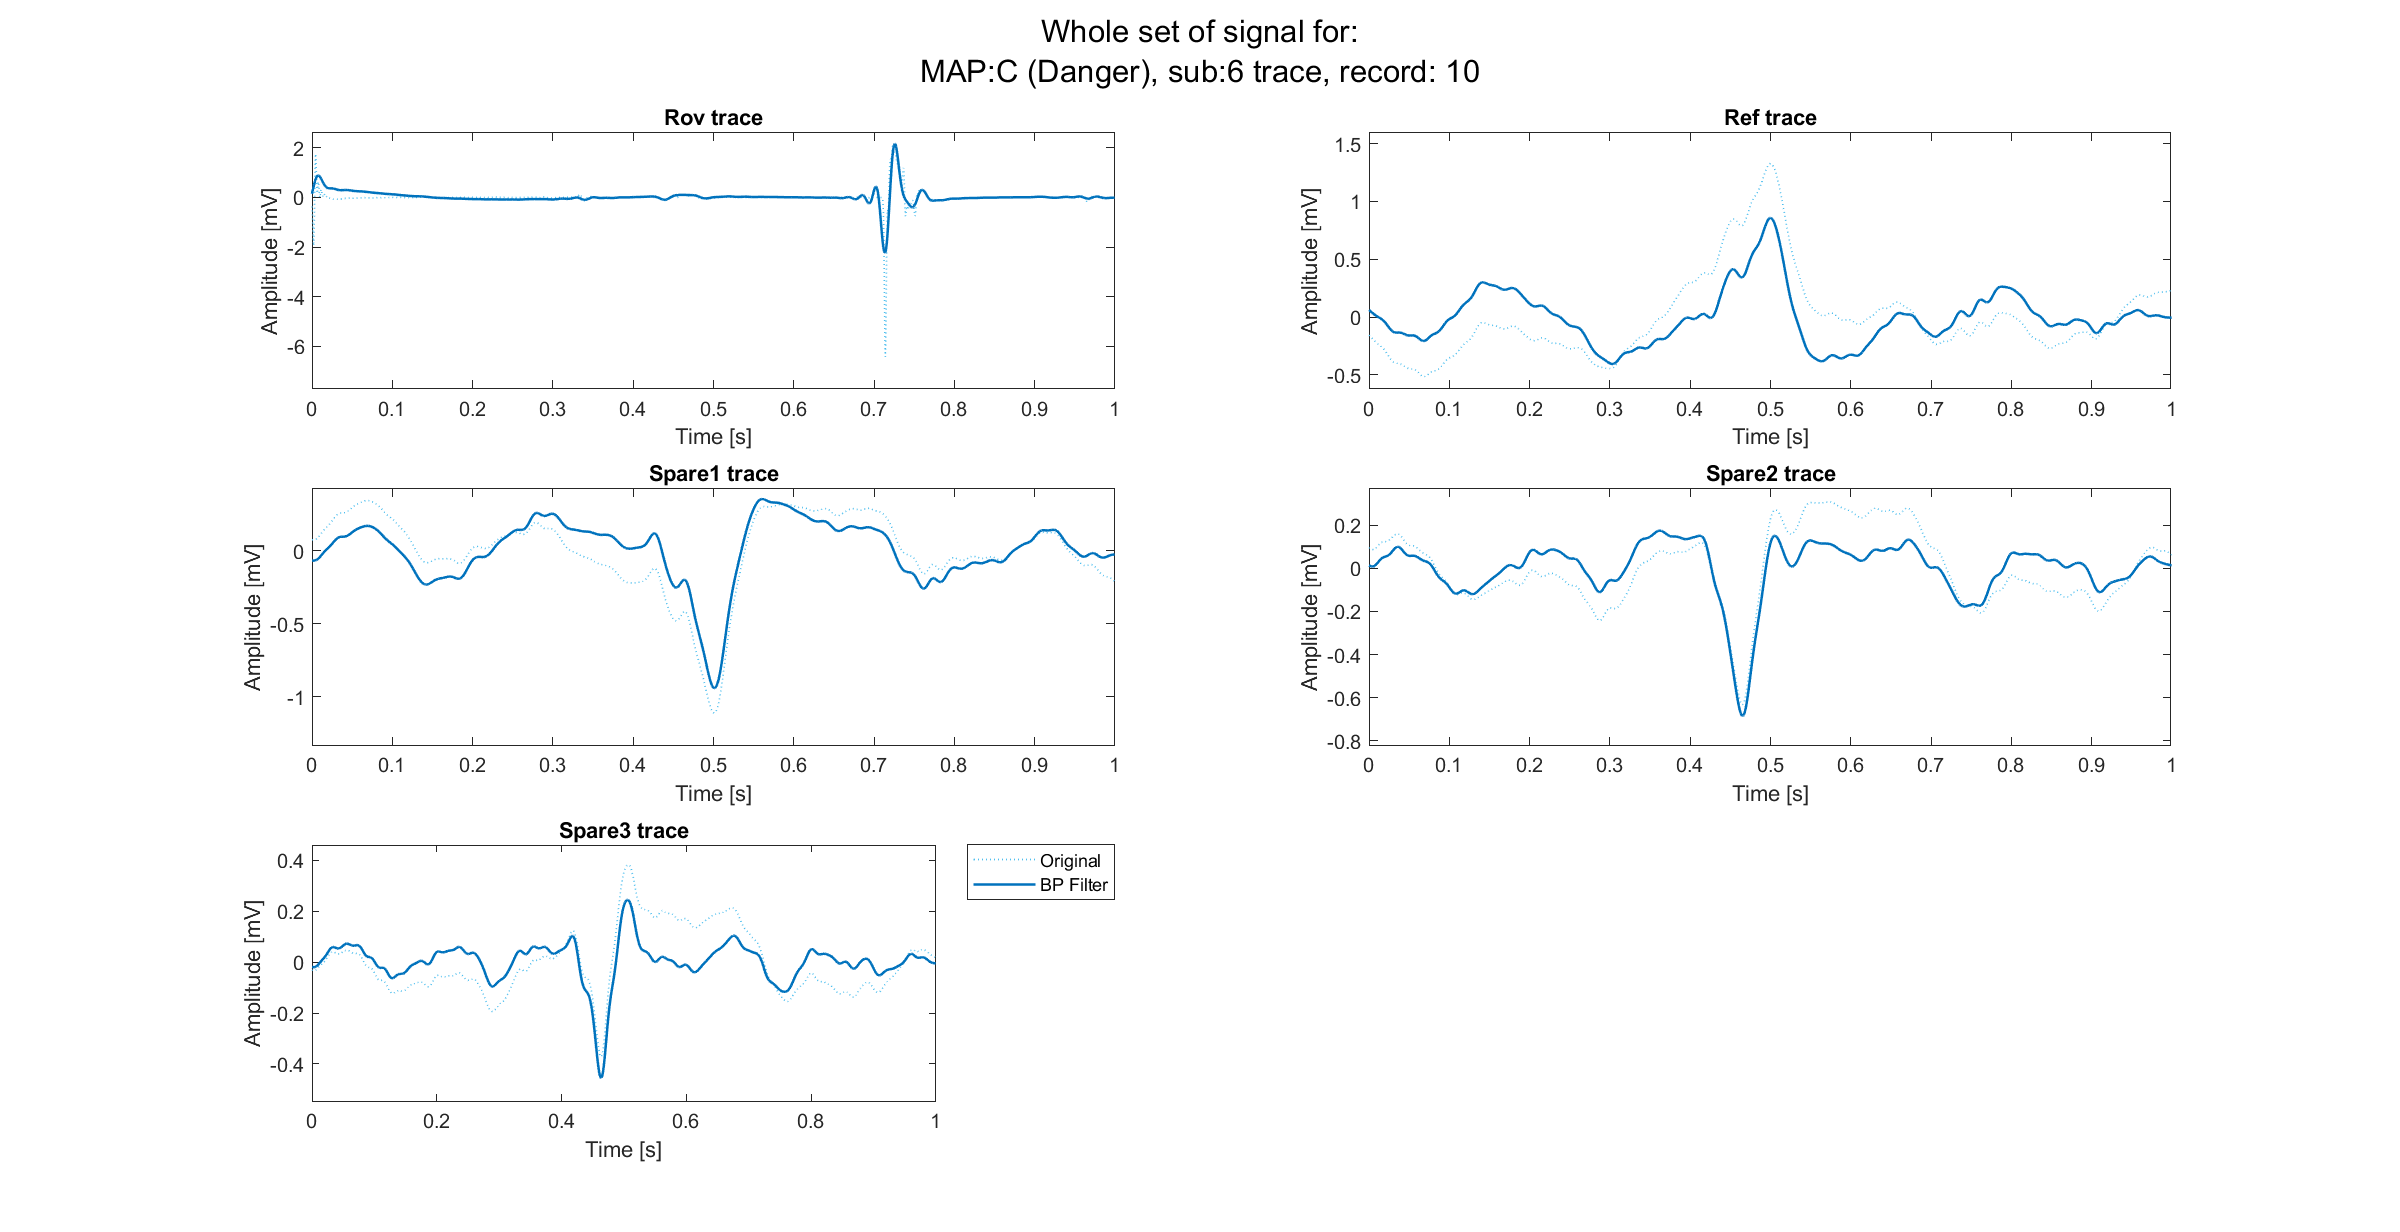 Whole set of signal for:
MAP:C (Danger), sub:6 trace, record: 10
Rov trace
Amplitude [mV]
2
0
-2
-4
-6
0 0.1 0.2 0.3 0.4 0.5 0.6 0.7 0.8 0.9 1
Time [s]
Ref trace
Amplitude [mV]
1.5
1
0.5
0
-0.5
0 0.1 0.2 0.3 0.4 0.5 0.6 0.7 0.8 0.9 1
Time [s]
Spare1 trace
Amplitude [mV]
0
-0.5
-1
0 0.1 0.2 0.3 0.4 0.5 0.6 0.7 0.8 0.9 1
Time [s]
Spare2 trace
Amplitude [mV]
0.2
0
-0.2
-0.4
-0.6
-0.8
0 0.1 0.2 0.3 0.4 0.5 0.6 0.7 0.8 0.9 1
Time [s]
Spare3 trace
Amplitude [mV]
0.4
0.2
0
-0.2
-0.4
0 0.2 0.4 0.6 0.8 1
Time [s]
Original
BP Filter